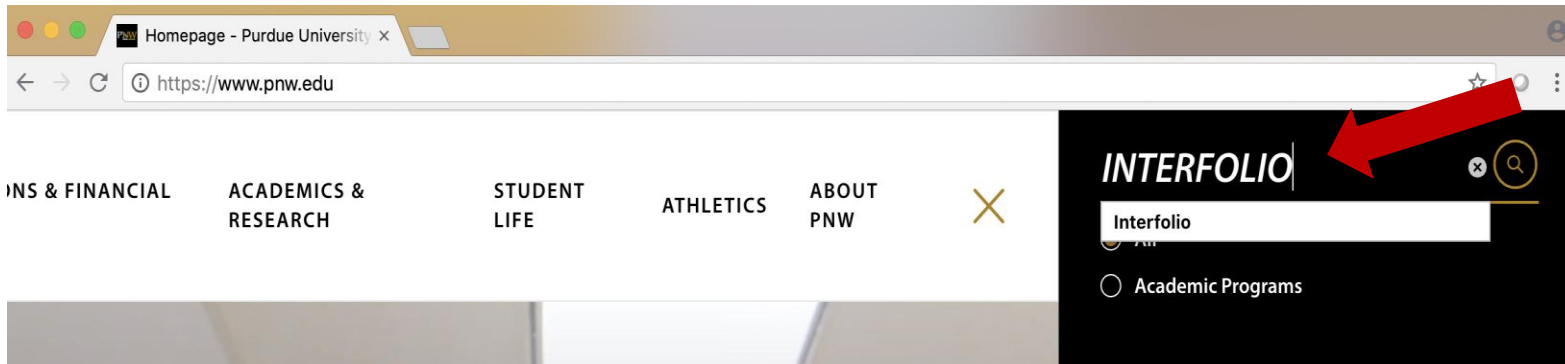 Homepage - Purdue University
https://www.pnw.edu
ONS & FINANCIAL
ACADEMICS &
RESEARCH
STUDENT
LIFE
ATHLETICS
ABOUT
PNW
INTERFOLIO
Interfolio
All
Academic Programs